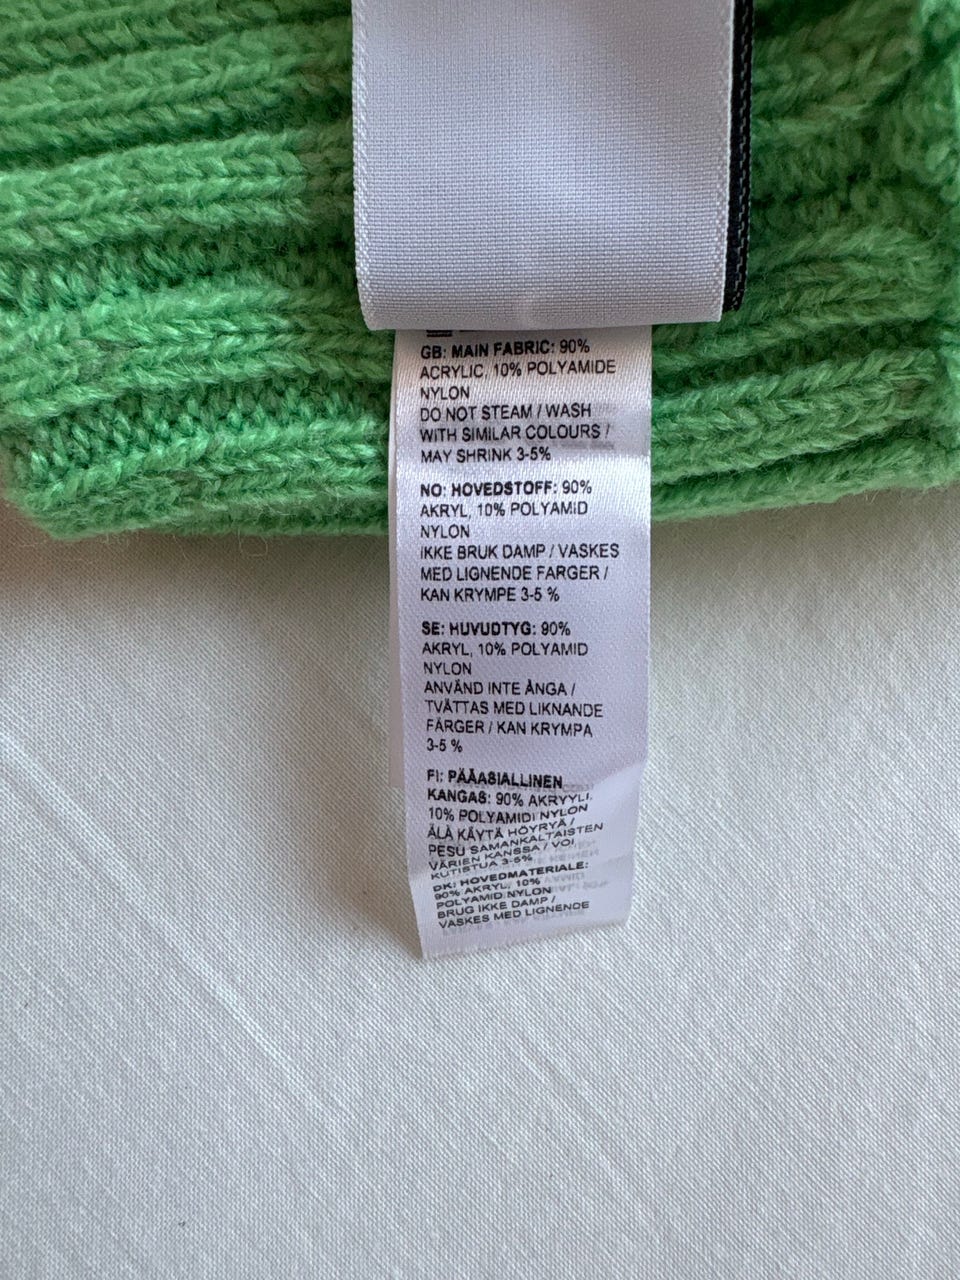 GB: MAIN FABRIC: 90%
ACRYLIC, 10% POLYAMIDE
NYLON
DO NOT STEAM / WASH
WITH SIMILAR COLOURS /
MAY SHRINK 3-5%
NO: HOVEDSTOFF: 90%
AKRYL, 10% POLYAMID
NYLON
IKKE BRUK DAMP / VASKES
MED LIGNENDE FARGER /
KAN KRYMPE 3-5 %
SE: HUVUDTYG: 90%
AKRYL, 10% POLYAMID
NYLON
ANVÄND INTE ÅNGA /
TVÄTTAS MED LIKNANDE
FÄRGER / KAN KRYMPA
3-5 %
FI: PÄÄASIALLINEN
KANGAS: 90% AKRYYLI,
10% POLYAMIDI NYLON
ÄLÄ KÄYTÄ HÖYRYÄ /
PESU SAMANKALTAISTEN
VÄRIEN KANSSA / VOI
KUTISTUA 3-5%
DK: HOVEDMATERIALE:
90% AKRYL, 10%
POLYAMID NYLON
BRUG IKKE DAMP /
VASKES MED LIGNENDE